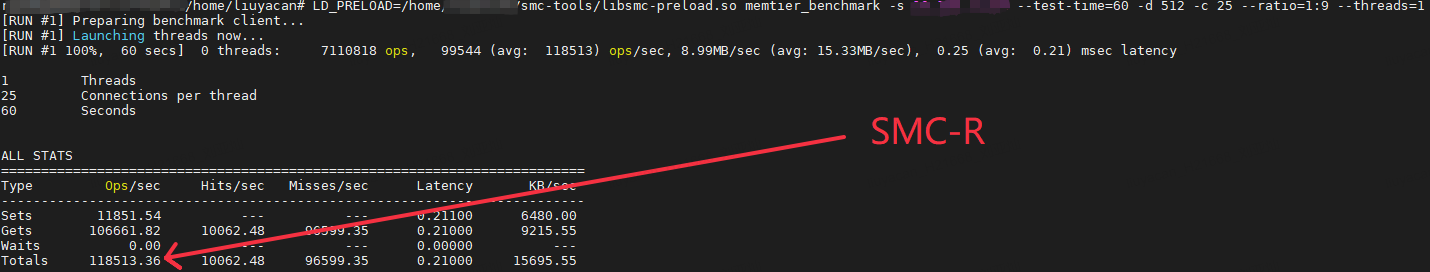 /home/liuyacan# LD_PRELOAD=/home/ /smc-tools/libsmc-preload.so memtier_benchmark -s --test-time=60 -d 512 -c 25 --ratio=1:9 --threads=1
[RUN #1] Preparing benchmark client...
[RUN #1] Launching threads now...
[RUN #1 100%,  60 secs]  0 threads:     7110818 ops,   99544 (avg:  118513) ops/sec, 8.99MB/sec (avg: 15.33MB/sec),  0.25 (avg:  0.21) msec latency
1         Threads
25        Connections per thread
60        Seconds
SMC-R
ALL STATS
=========================================================================
Type         Ops/sec     Hits/sec   Misses/sec      Latency       KB/sec
-------------------------------------------------------------------------
Sets        11851.54          ---          ---      0.21100      6480.00
Gets       106661.82     10062.48     96599.35      0.21000      9215.55
Waits           0.00          ---          ---      0.00000          ---
Totals     118513.36     10062.48     96599.35      0.21000     15695.55